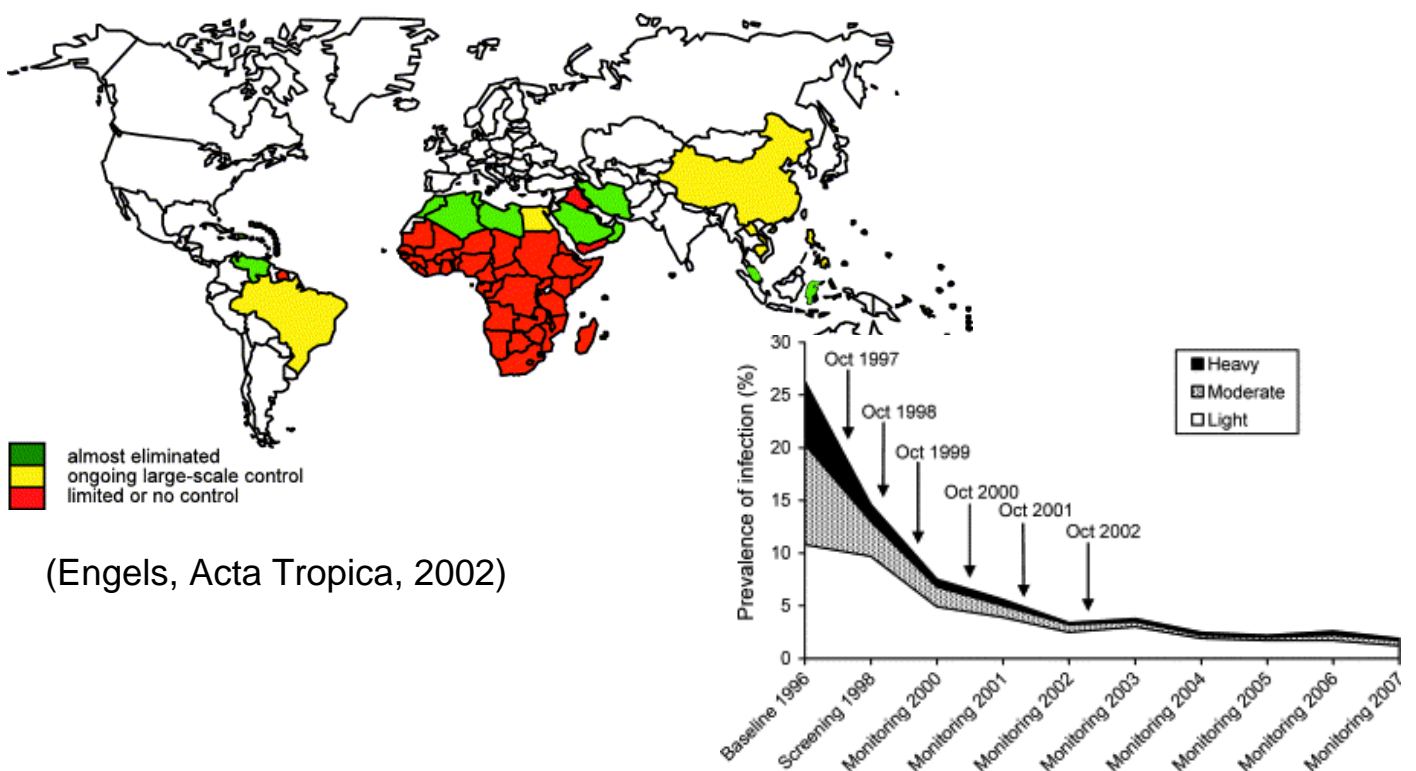 almost eliminated
ongoing large-scale control
limited or no control
(Engels, Acta Tropica, 2002)
Prevalence of infection (%)
30
25
20
15
10
5
0
Oct 1997
Oct 1998
Oct 1999
Oct 2000
Oct 2001
Oct 2002
Heavy
Moderate
Light
Baseline 1996
Screening 1998
Monitoring 2000
Monitoring 2001
Monitoring 2002
Monitoring 2003
Monitoring 2004
Monitoring 2005
Monitoring 2006
Monitoring 2007